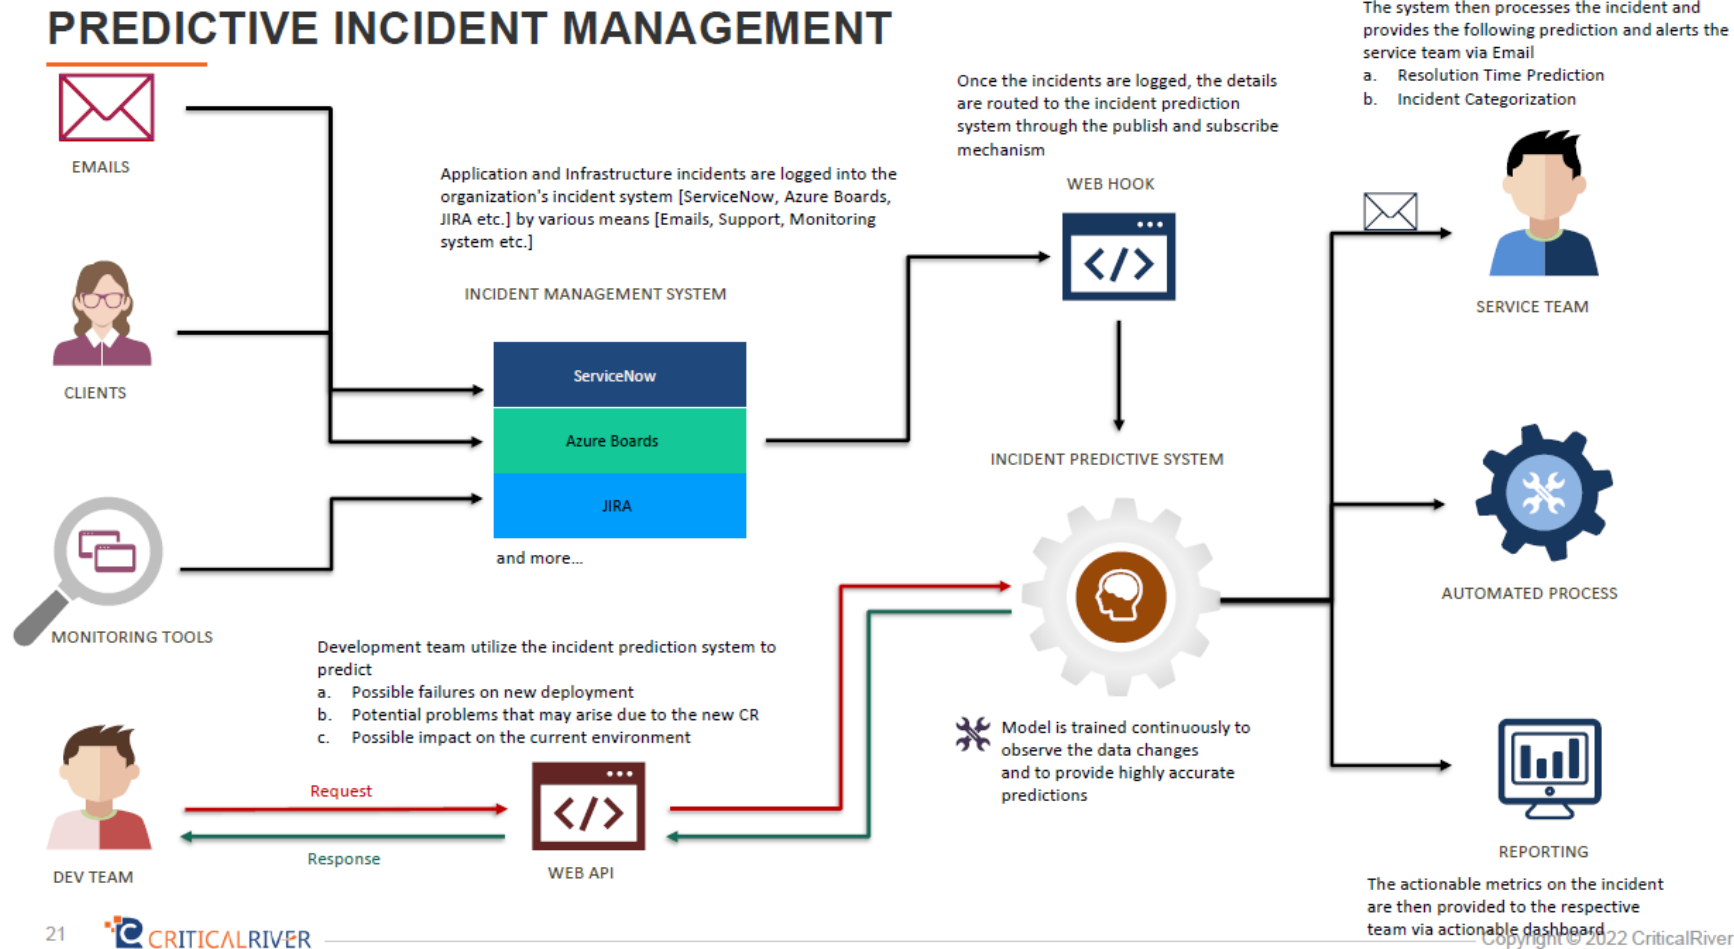 PREDICTIVE INCIDENT MANAGEMENT
EMAILS
CLIENTS
MONITORING TOOLS
Application and Infrastructure incidents are logged into the
organization's incident system [ServiceNow, Azure Boards,
JIRA etc.] by various means [Emails, Support, Monitoring
system etc.]
INCIDENT MANAGEMENT SYSTEM
ServiceNow
Azure Boards
JIRA
and more...
Once the incidents are logged, the details
are routed to the incident prediction
system through the publish and subscribe
mechanism
WEB HOOK
</>
INCIDENT PREDICTIVE SYSTEM
Model is trained continuously to
observe the data changes
and to provide highly accurate
predictions
The system then processes the incident and
provides the following prediction and alerts the
service team via Email
a. Resolution Time Prediction
b. Incident Categorization
SERVICE TEAM
AUTOMATED PROCESS
REPORTING
The actionable metrics on the incident
are then provided to the respective
team via actionable dashboard
Development team utilize the incident prediction system to
predict
a. Possible failures on new deployment
b. Potential problems that may arise due to the new CR
c. Possible impact on the current environment
Request
Response
DEV TEAM
</>
WEB API
21
CRITICALRIVER
Copyright © 2022 CriticalRiver